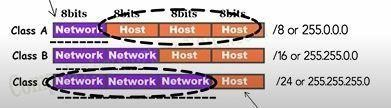 8bits 8bits 8bits 8bits
Class A Network Host Host Host /8 or 255.0.0.0
Class B Network Network Host Host /16 or 255.255.0.0
Class C Network Network Network Host /24 or 255.255.255.0